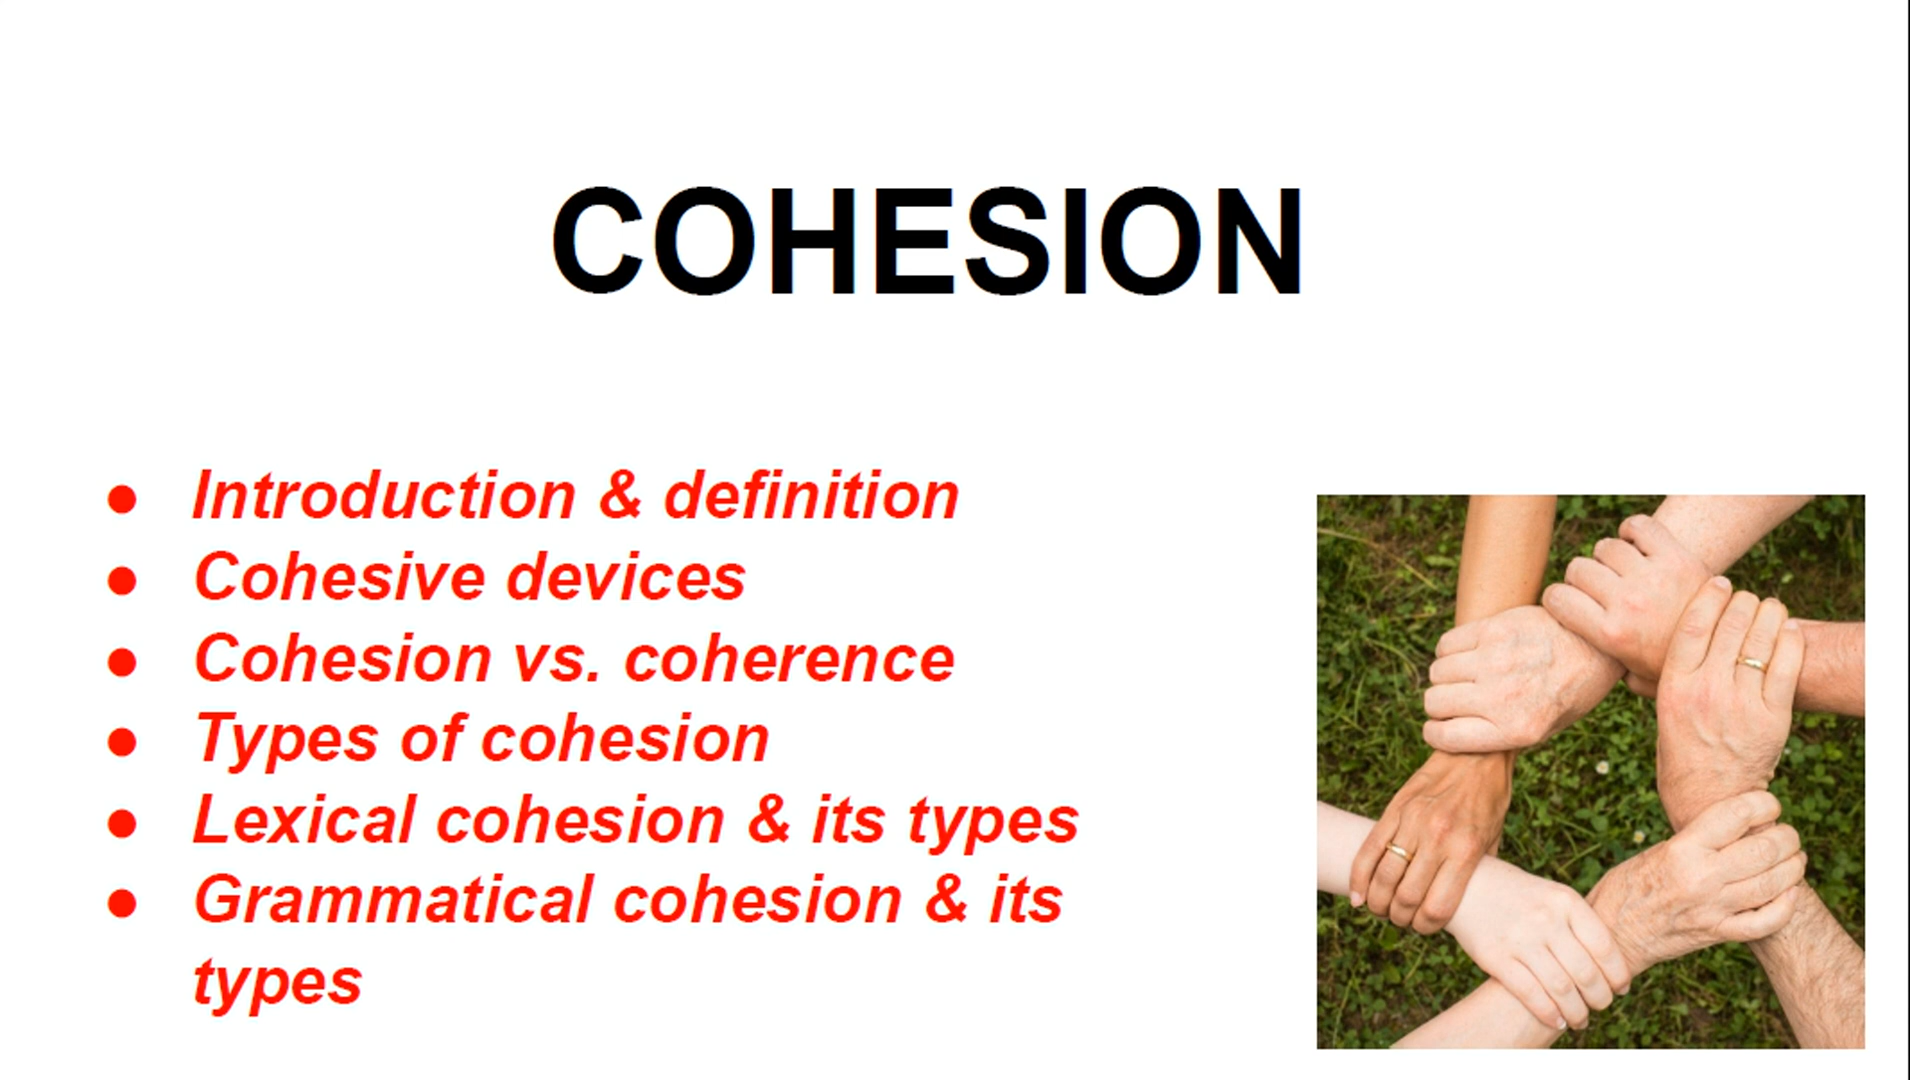 COHESION
● Introduction & definition
● Cohesive devices
● Cohesion vs. coherence
● Types of cohesion
● Lexical cohesion & its types
● Grammatical cohesion & its
types